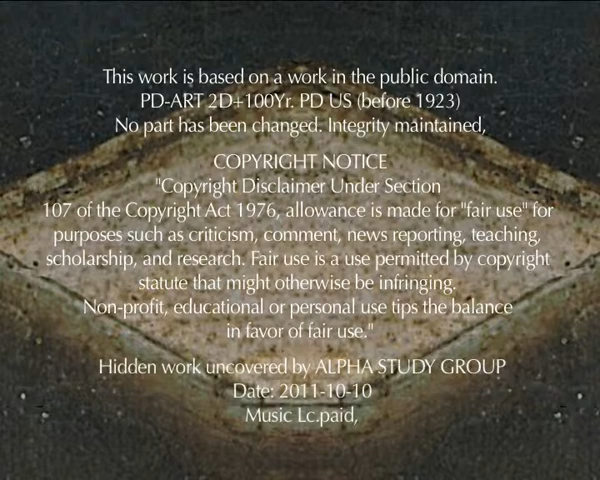 This work is based on a work in the public domain.
PD-ART 2D+100Yr. PD US (before 1923)
No part has been changed. Integrity maintained,
COPYRIGHT NOTICE
"Copyright Disclaimer Under Section
107 of the Copyright Act 1976, allowance is made for "fair use" for
purposes such as criticism, comment, news reporting, teaching,
scholarship, and research. Fair use is a use permitted by copyright
statute that might otherwise be infringing.
Non-profit, educational or personal use tips the balance
in favor of fair use."
Hidden work uncovered by ALPHA STUDY GROUP
Date: 2011-10-10
Music Lc.paid,